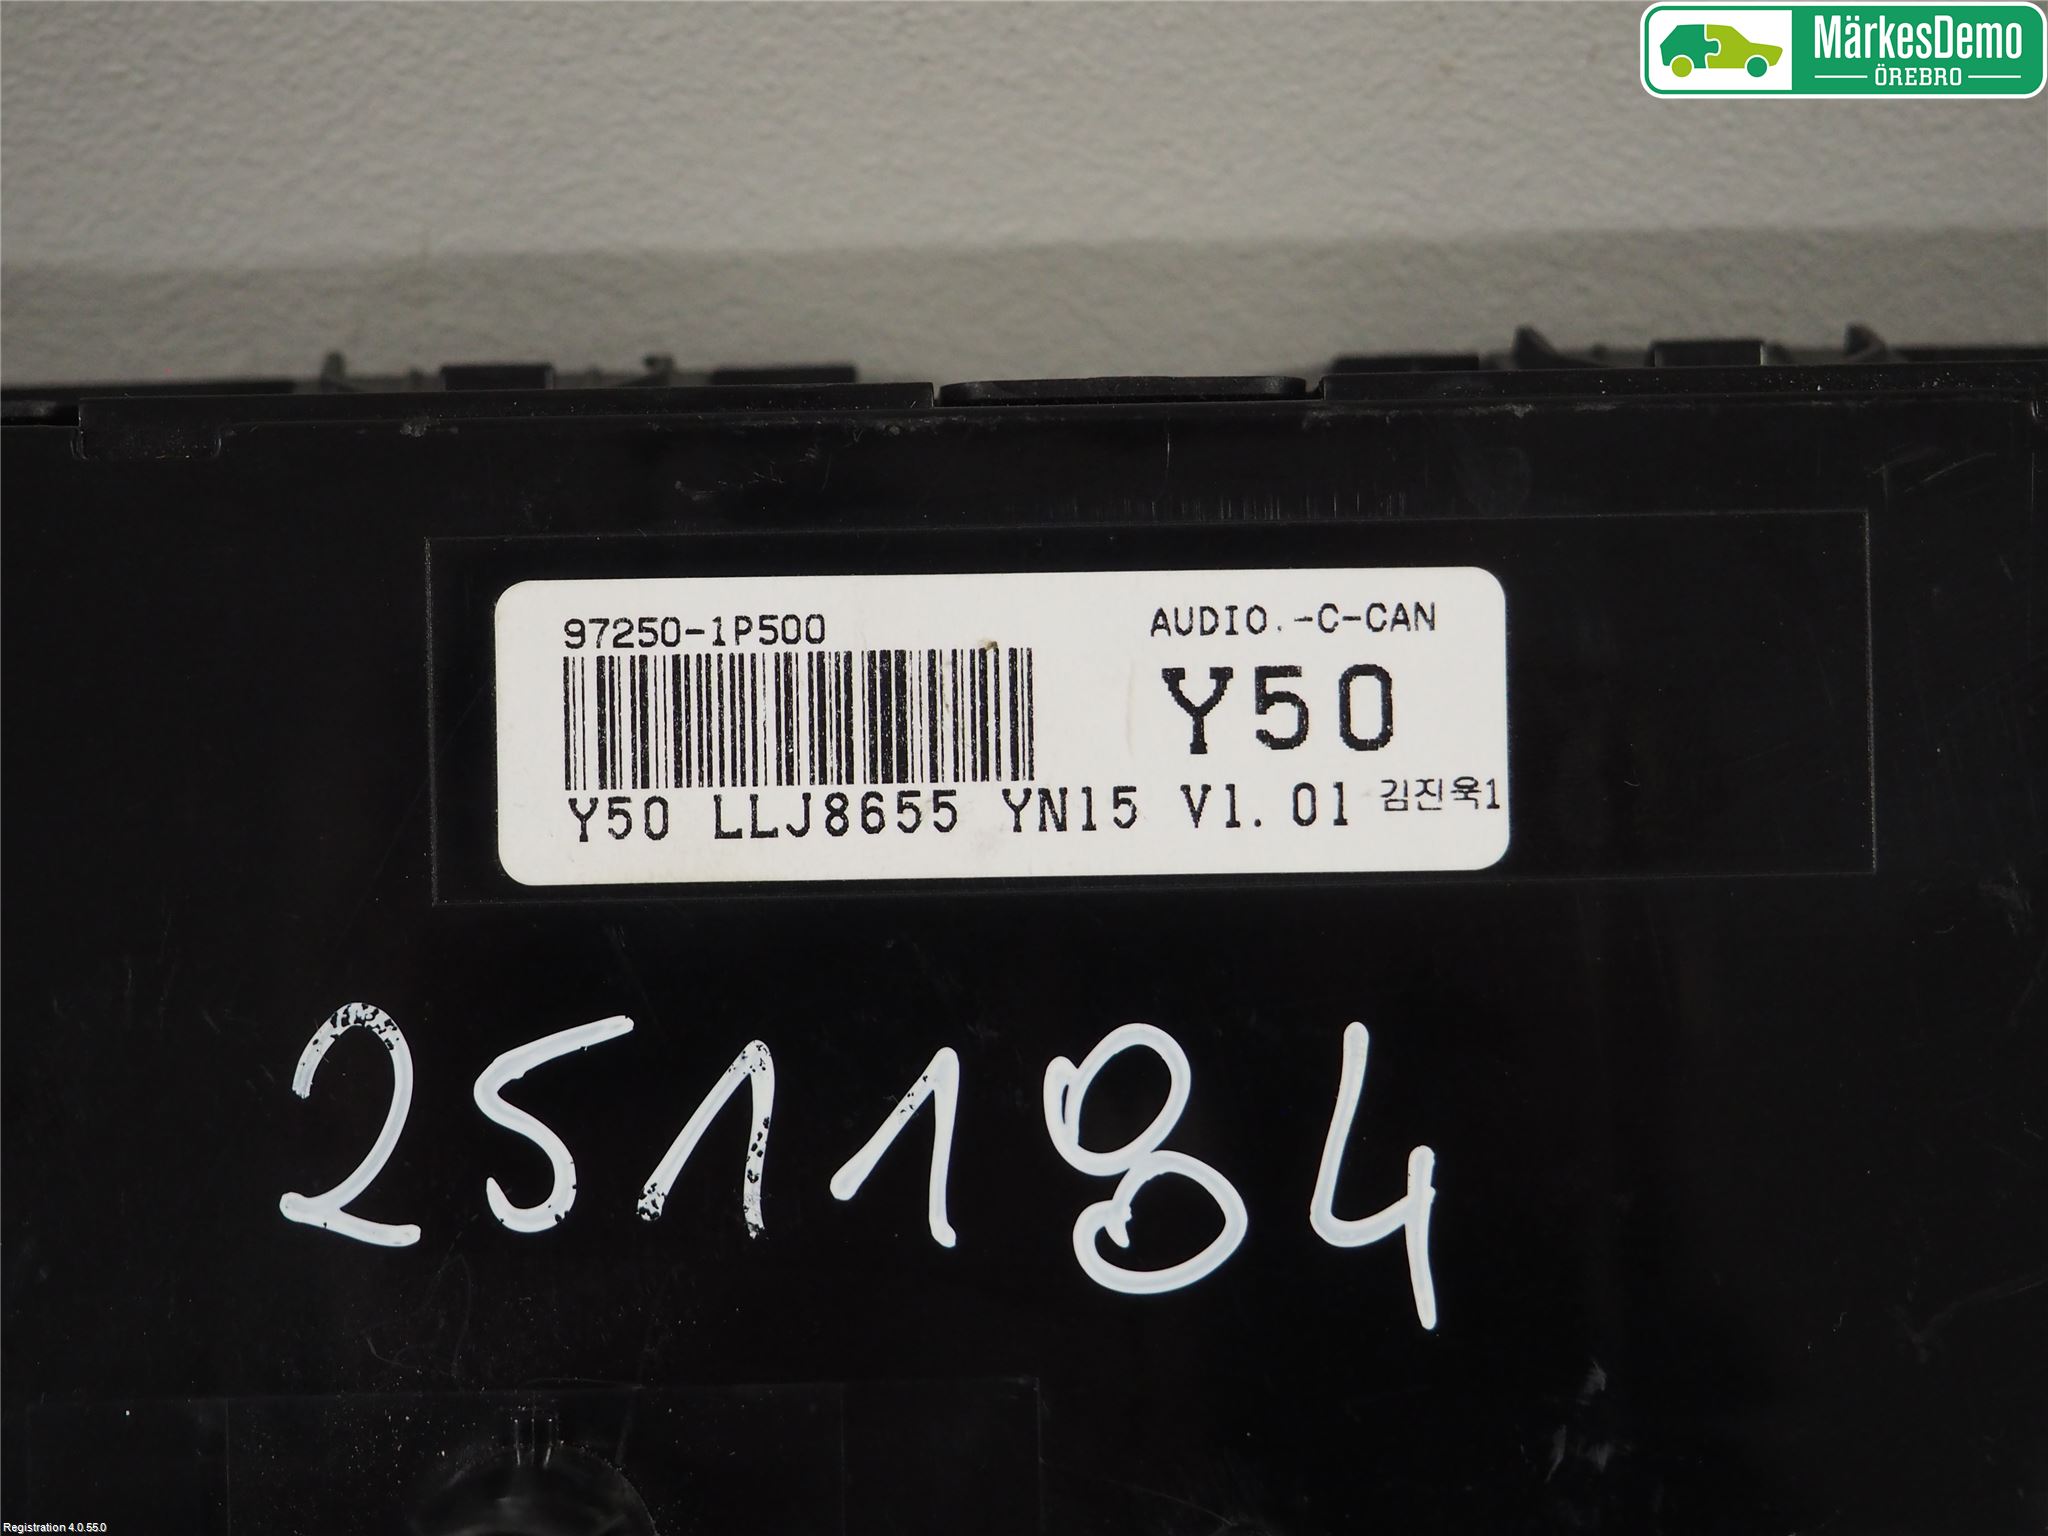 MärkesDemo
ÖREBRO
97250-1P500
AUDIO.-C-CAN
Y50
Y50 LLJ8655 YN15 V1.01 김진욱1
251184
Registration 4.0.55.0